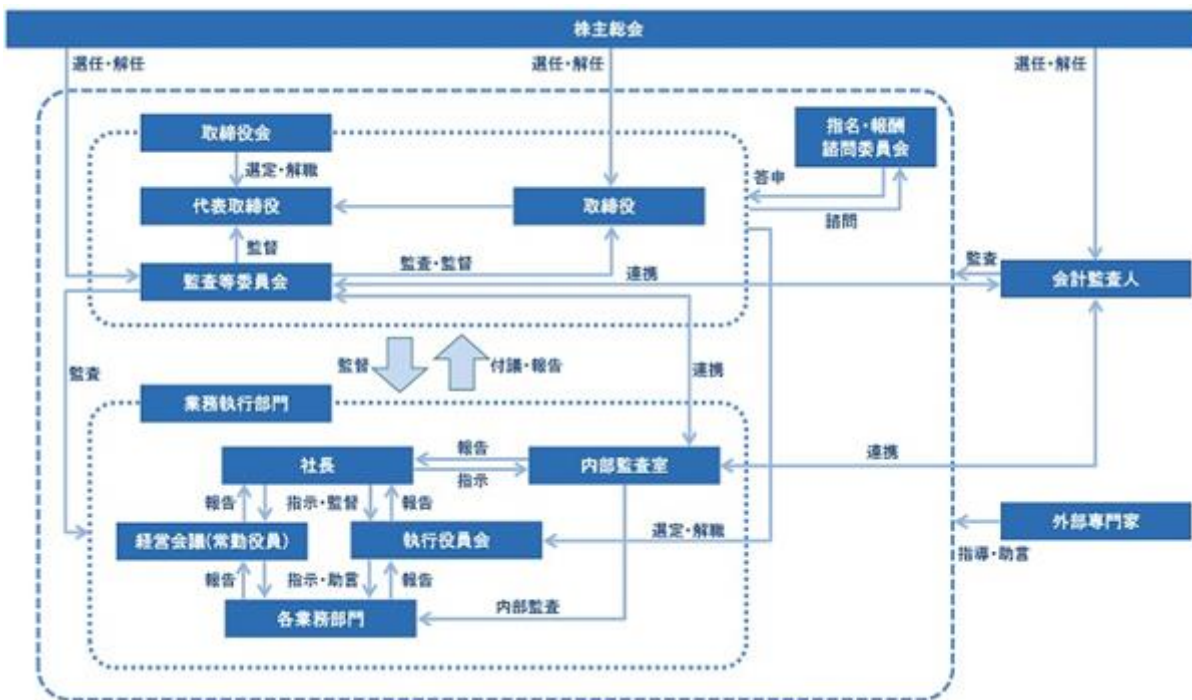 株主総会
選任・解任
選任・解任
選任・解任
取締役会
指名・報酬
諮問委員会
選定・解職
答申
代表取締役
取締役
諮問
監督
監査・監督
連携
監査
監査等委員会
会計監査人
監督
付議・報告
監査
連携
業務執行部門
報告
社長
内部監査室
連携
指示
報告
指示・監督
報告
外部専門家
経営会議(常勤役員)
執行役員会
選定・解職
指導・助言
報告
指示・助言
報告
内部監査
各業務部門